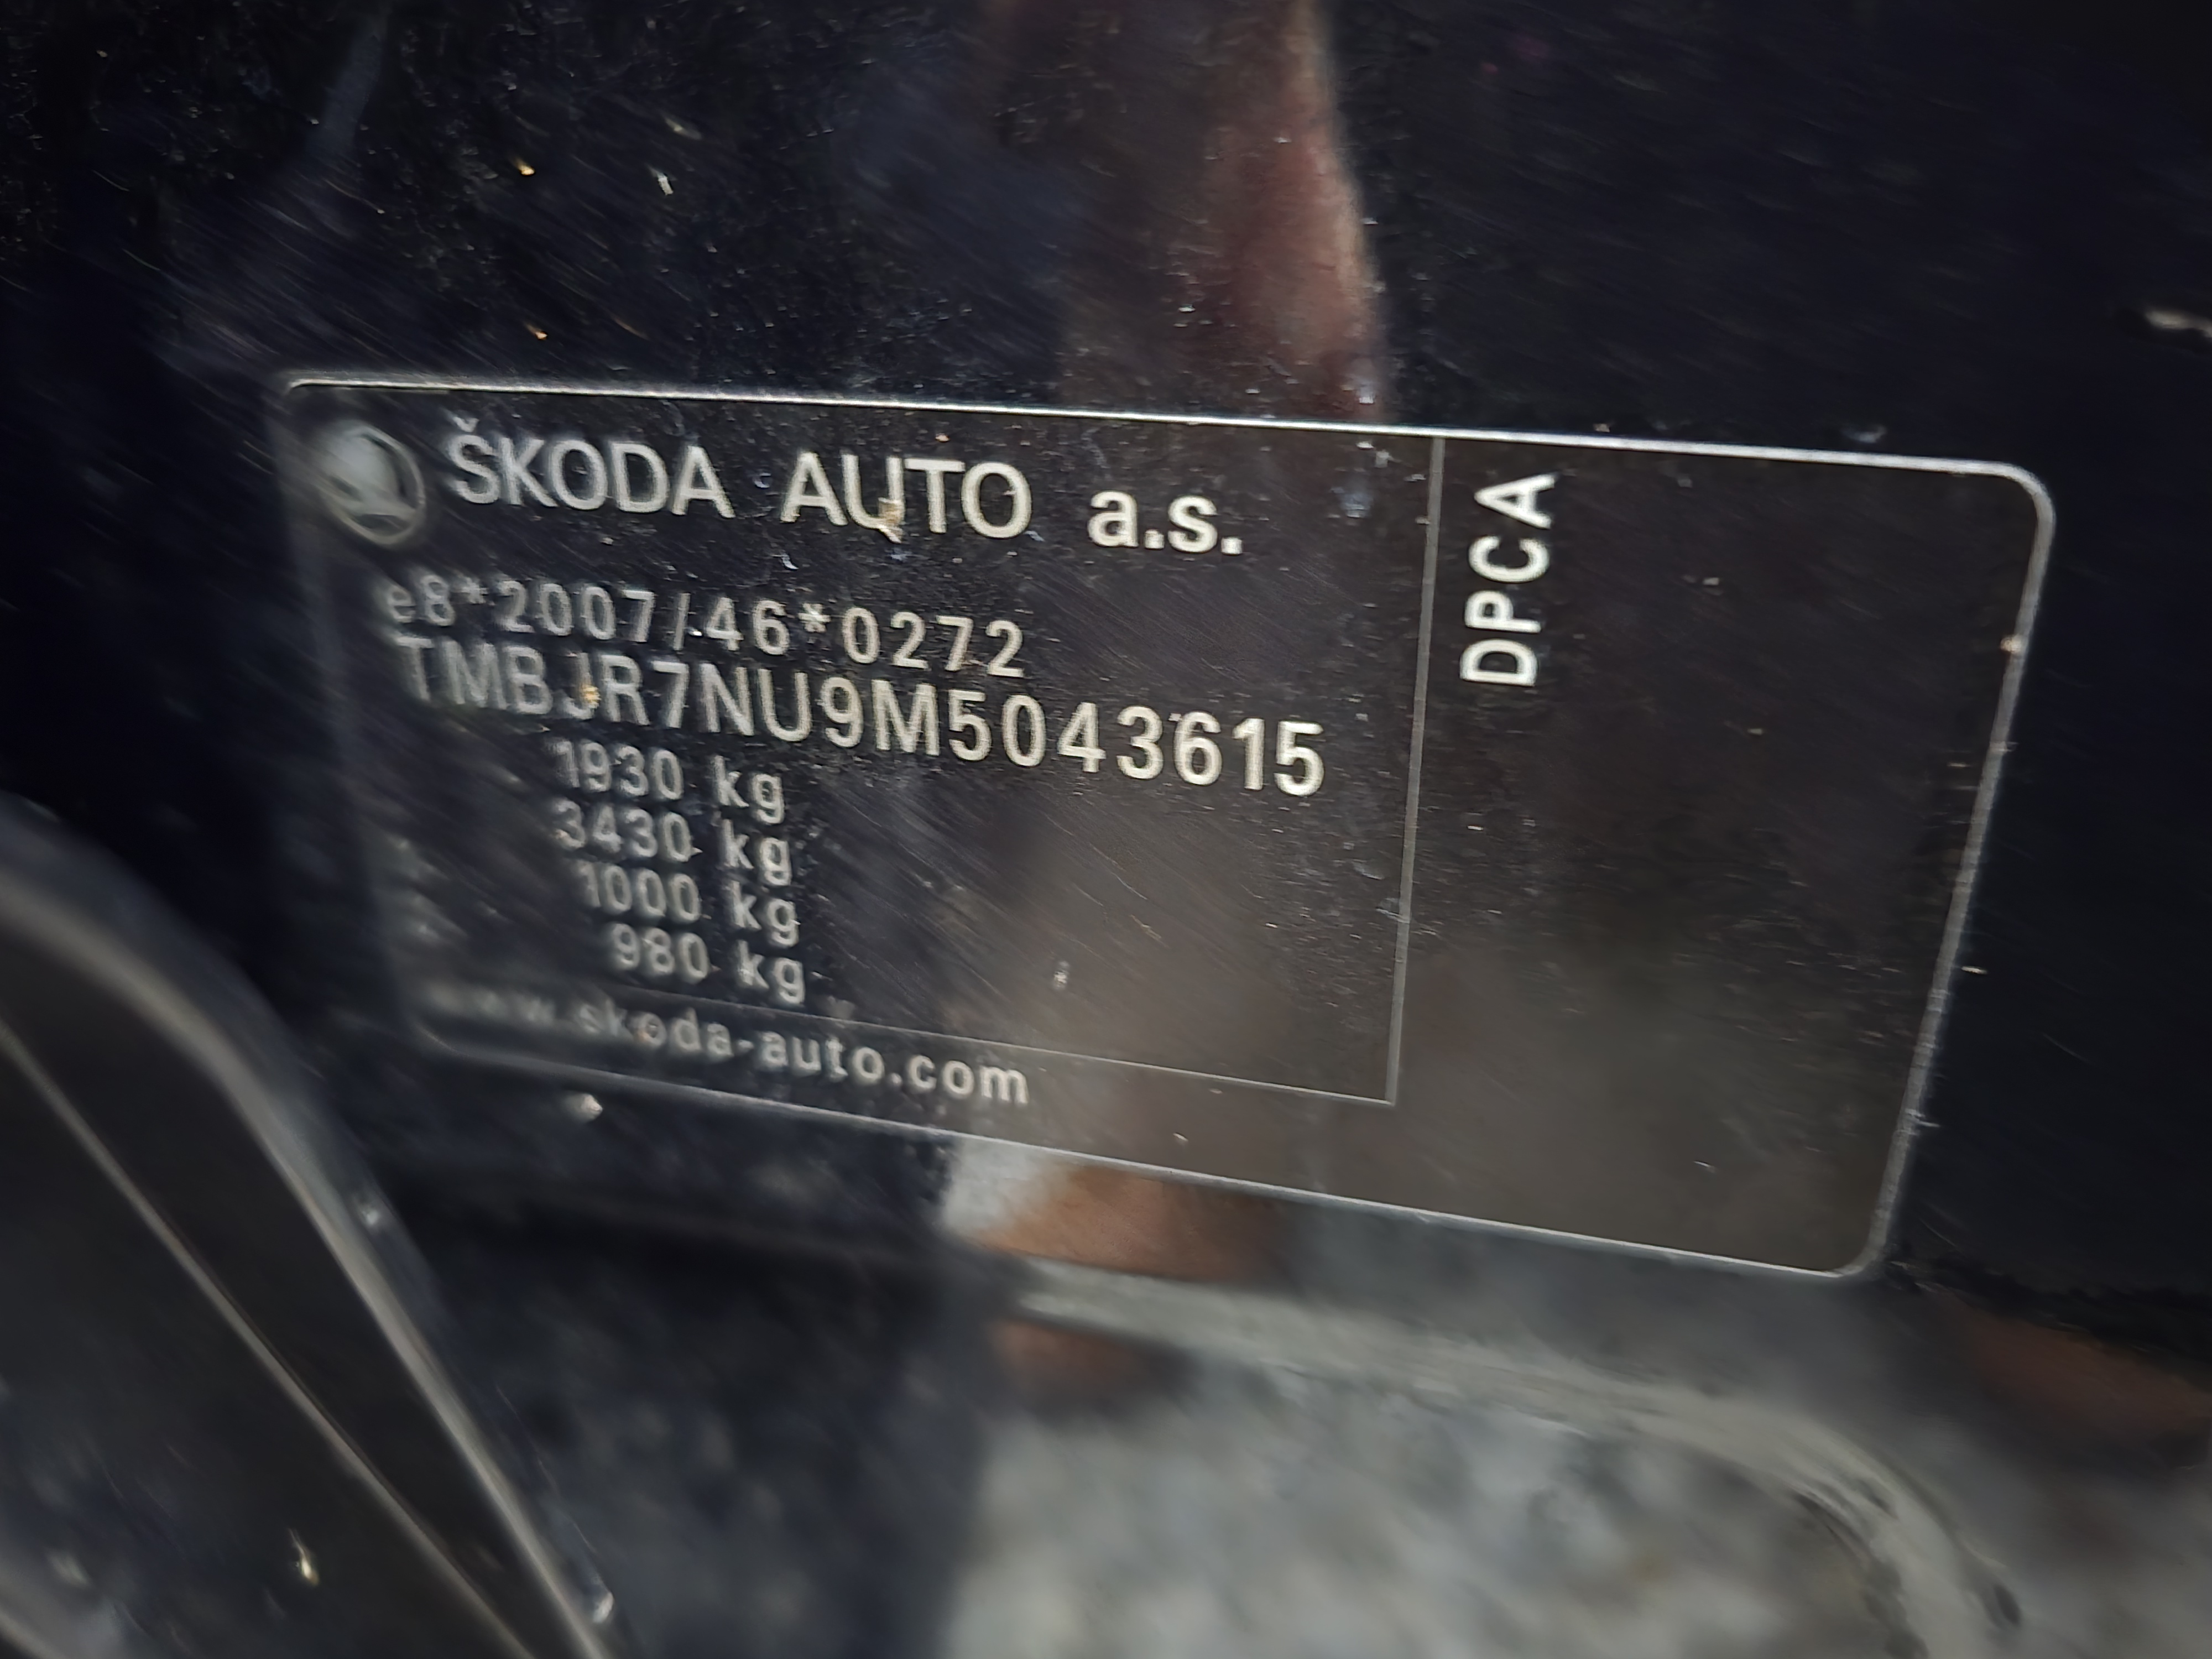 ŠKODA AUTO a.s.
e8*2007/46*0272
TMBJR7NU9M5043615
1930 kg
3430 kg
1000 kg
980 kg
www.skoda-auto.com
DPCA